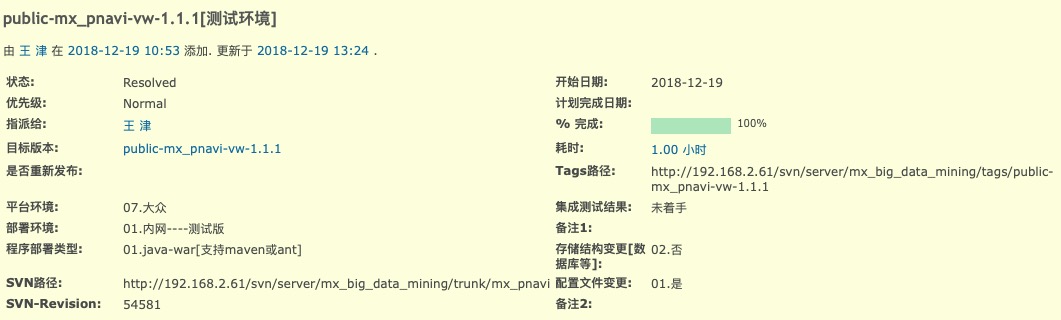 public-mx_pnavi-vw-1.1.1[测试环境]
由 王 津 在 2018-12-19 10:53 添加. 更新于 2018-12-19 13:24 .
状态: Resolved 开始日期: 2018-12-19
优先级: Normal 计划完成日期:
指派给: 王 津 % 完成: 100%
目标版本: public-mx_pnavi-vw-1.1.1 耗时: 1.00 小时
是否重新发布: Tags路径: http://192.168.2.61/svn/server/mx_big_data_mining/tags/public-
mx_pnavi-vw-1.1.1
平台环境: 07.大众 集成测试结果: 未着手
部署环境: 01.内网----测试版 备注1:
程序部署类型: 01.java-war[支持maven或ant] 存储结构变更[数 02.否
据库等]:
SVN路径: http://192.168.2.61/svn/server/mx_big_data_mining/trunk/mx_pnavi 配置文件变更: 01.是
SVN-Revision: 54581 备注2: